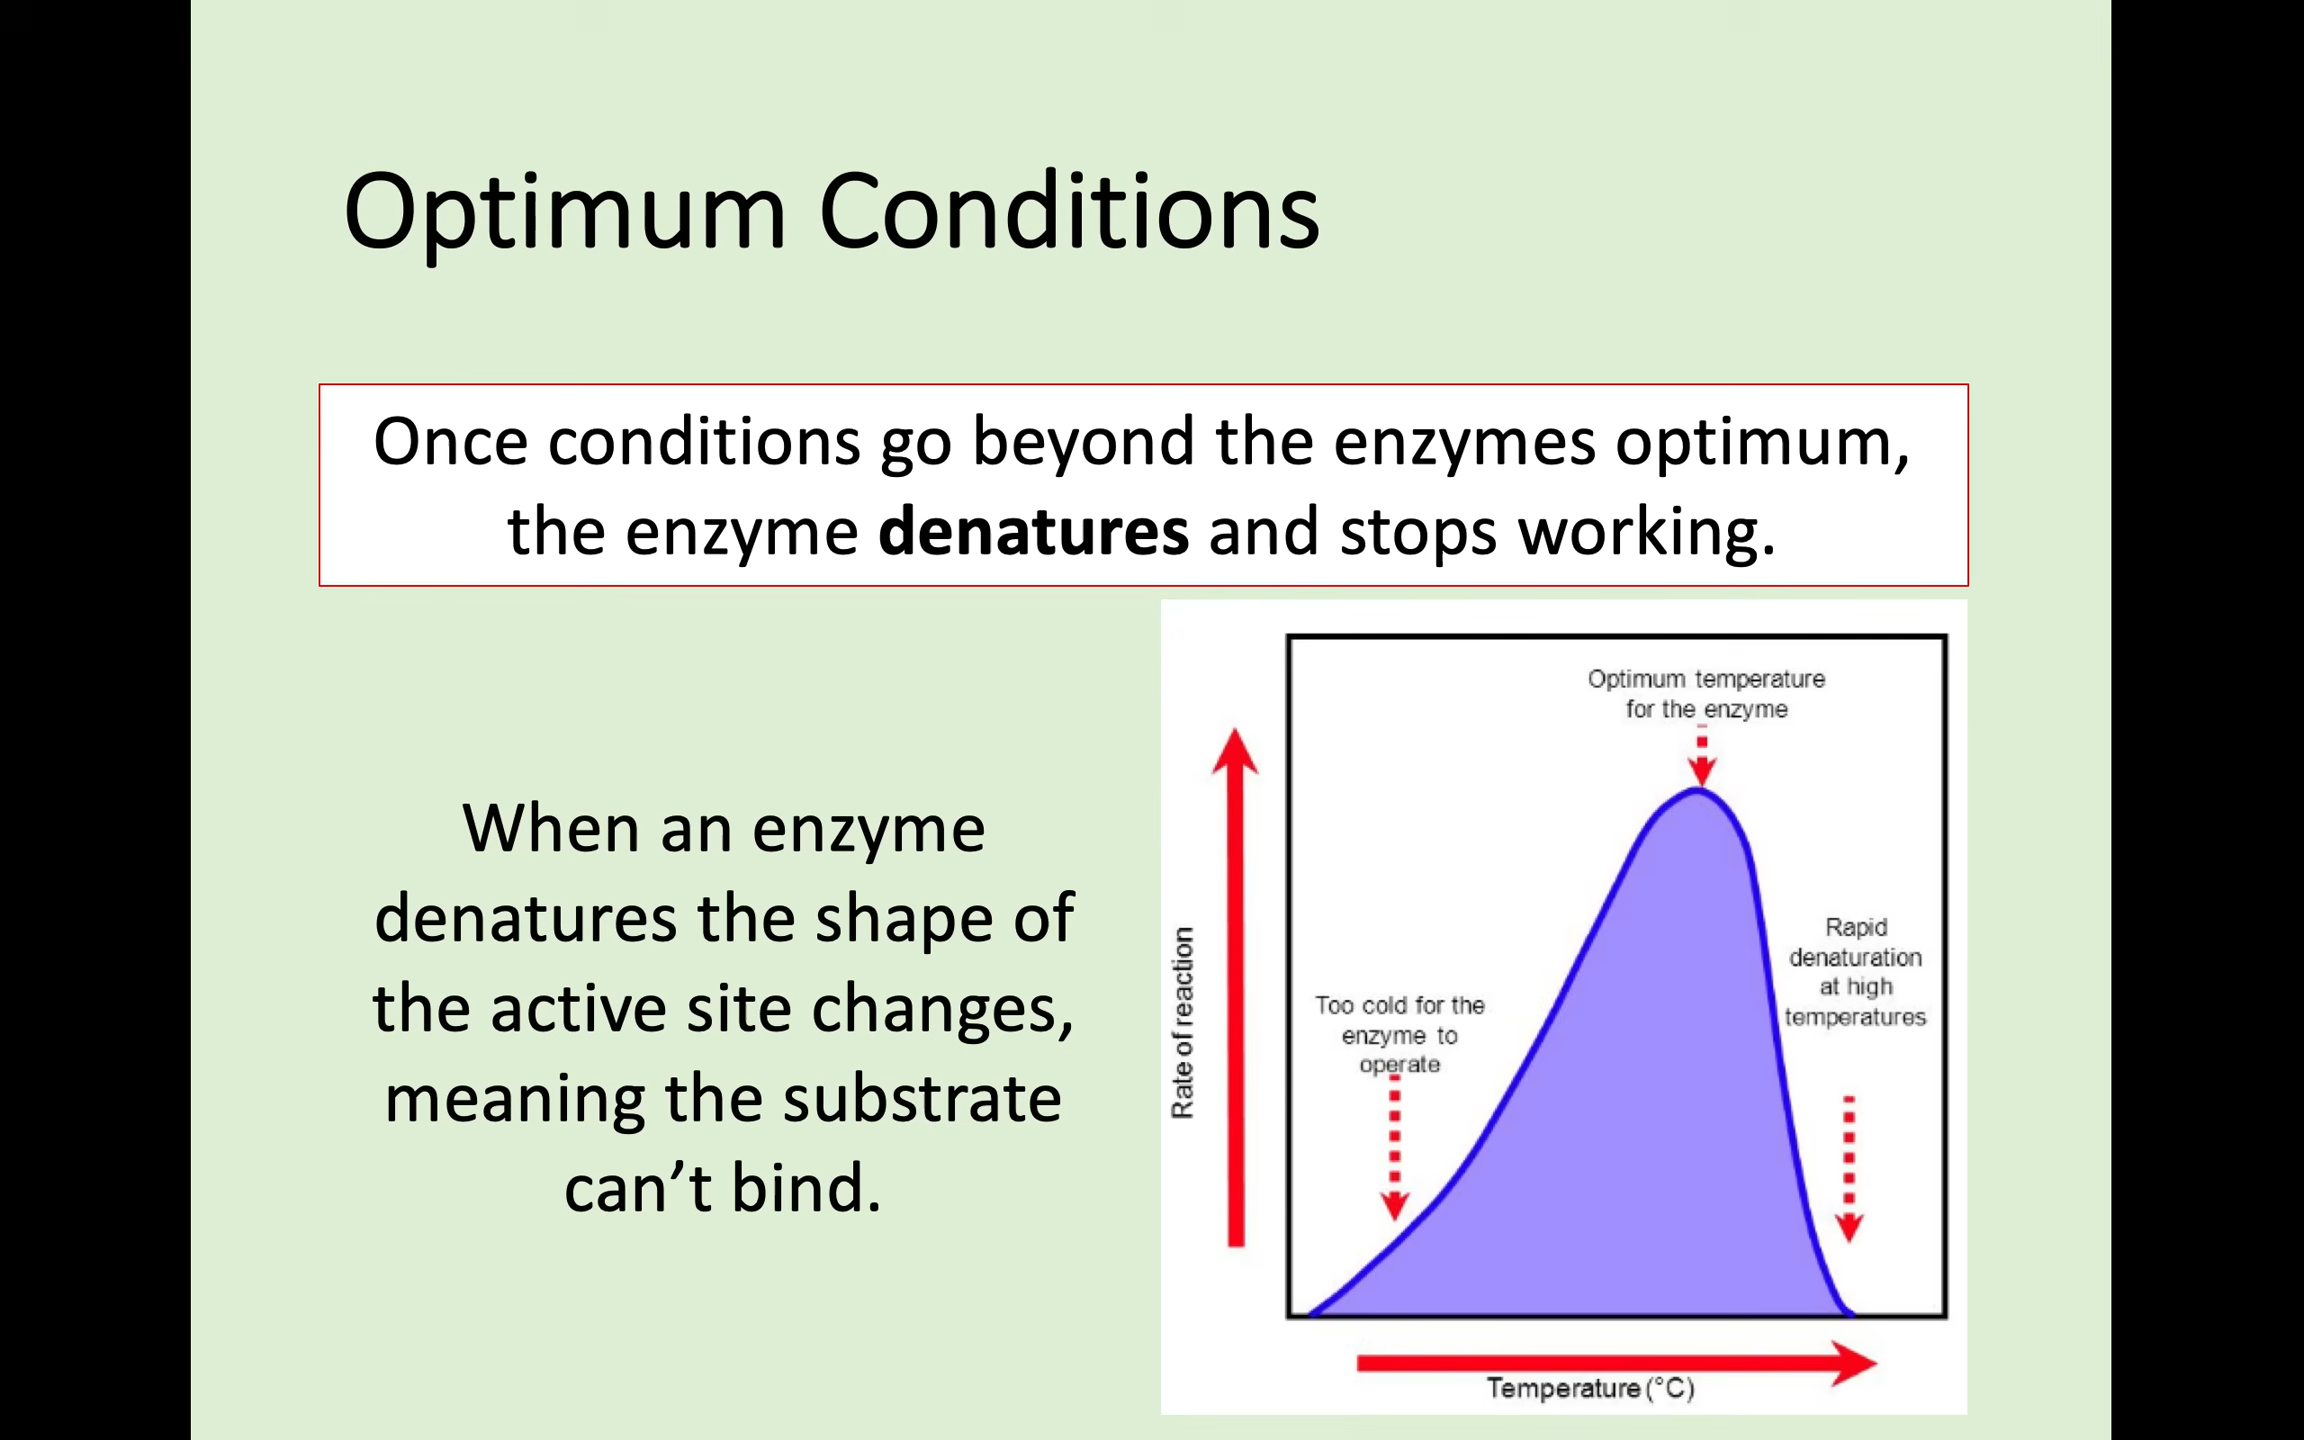 Optimum Conditions
Once conditions go beyond the enzymes optimum,
the enzyme denatures and stops working.
When an enzyme
denatures the shape of
the active site changes,
meaning the substrate
can’t bind.
Rate of reaction
Optimum temperature
for the enzyme
Too cold for the
enzyme to
operate
Rapid
denaturation
at high
temperatures
Temperature (°C)